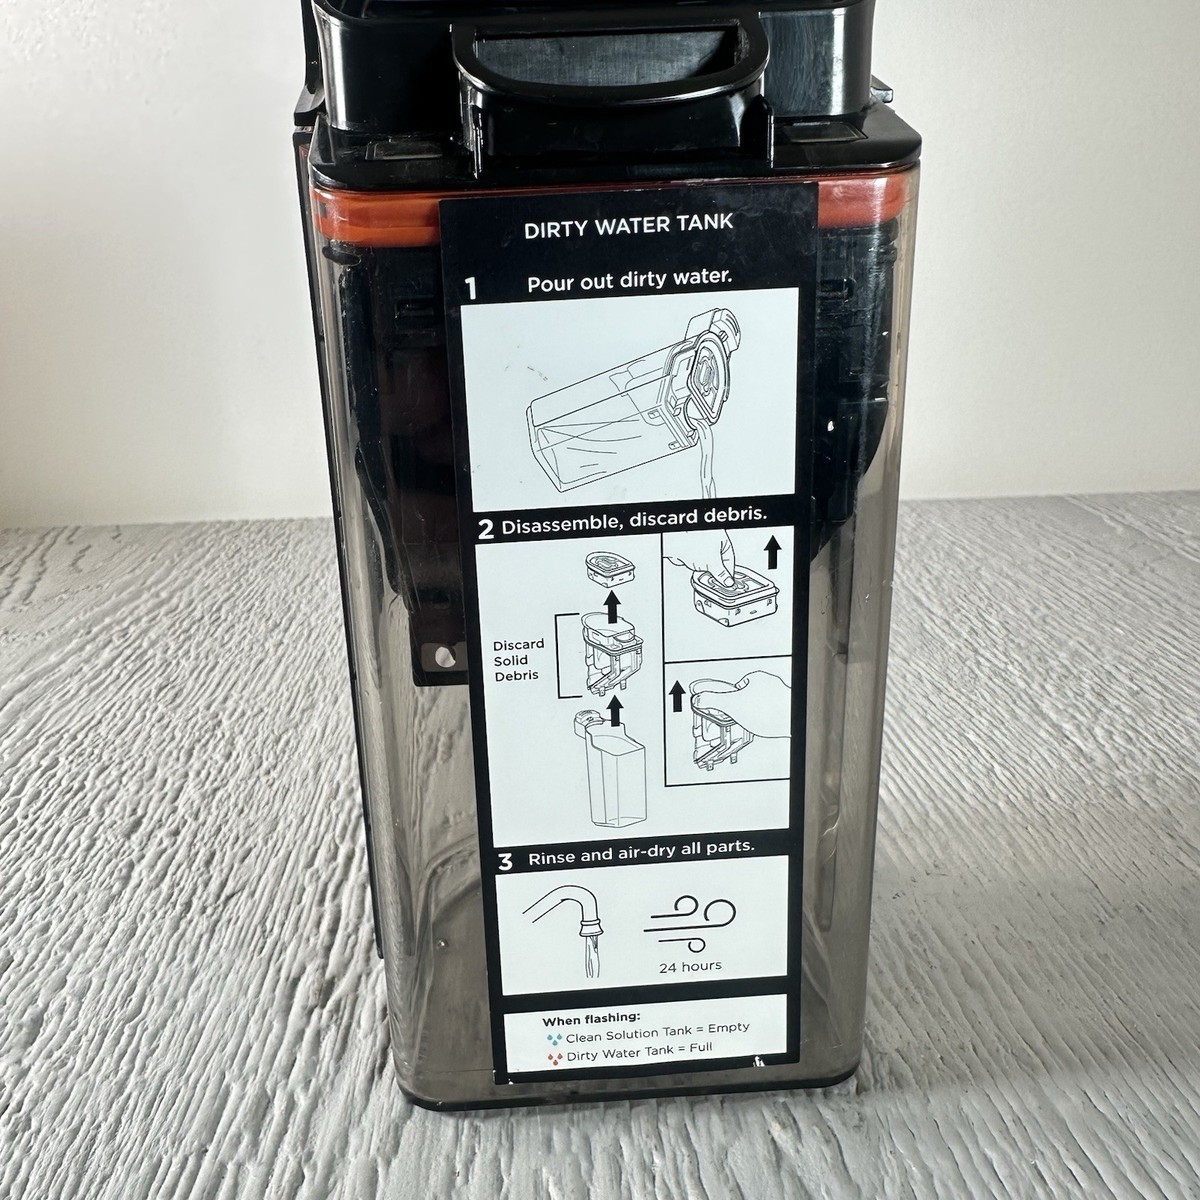 DIRTY WATER TANK
1 Pour out dirty water.
2 Disassemble, discard debris.
Discard
Solid
Debris
3 Rinse and air-dry all parts.
24 hours
When flashing:
Clean Solution Tank = Empty
Dirty Water Tank = Full